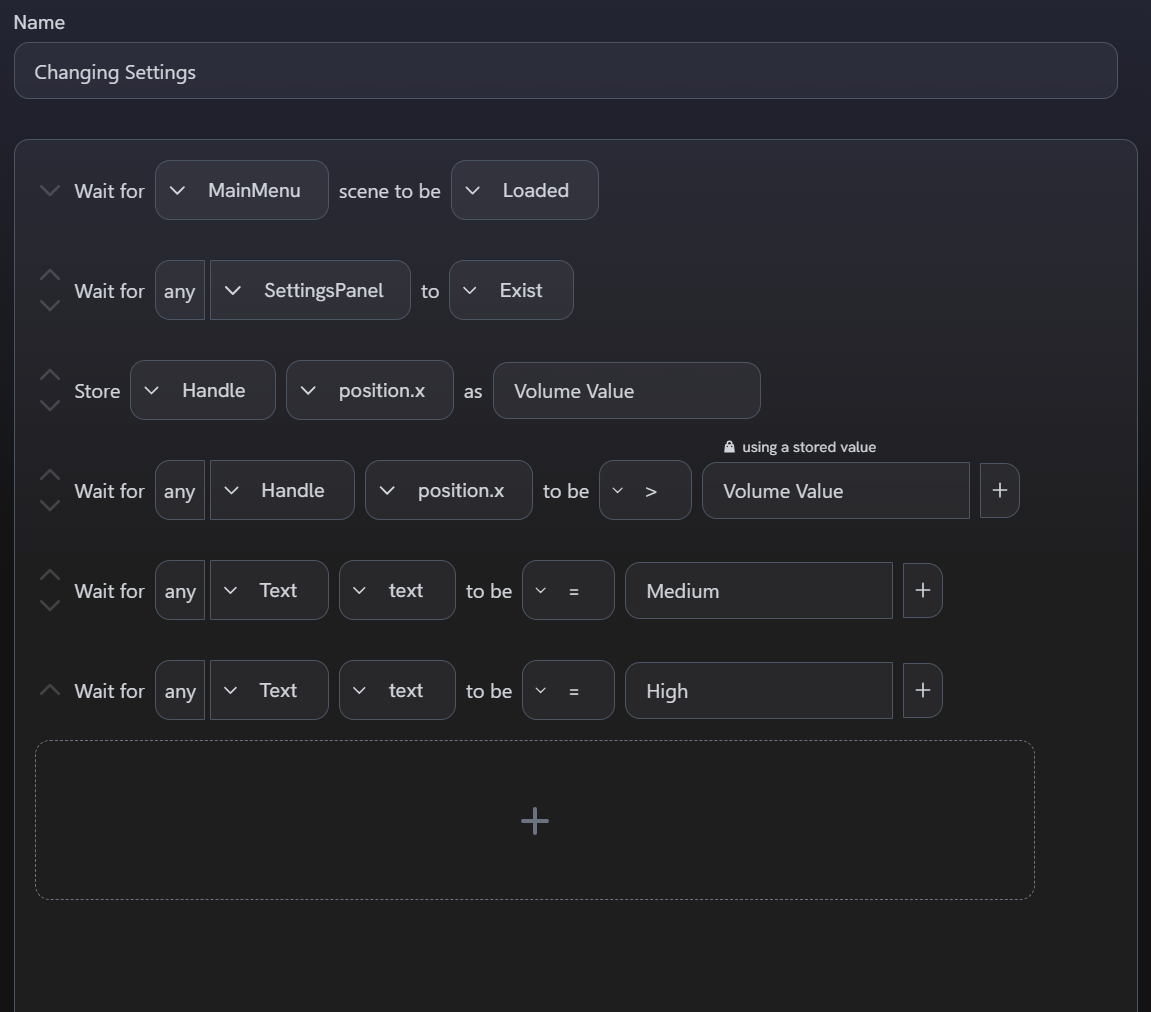 Name
Changing Settings
Wait for MainMenu scene to be Loaded
Wait for any SettingsPanel to Exist
Store Handle position.x as Volume Value
using a stored value
Wait for any Handle position.x to be > Volume Value +
Wait for any Text text to be = Medium +
Wait for any Text text to be = High +
+